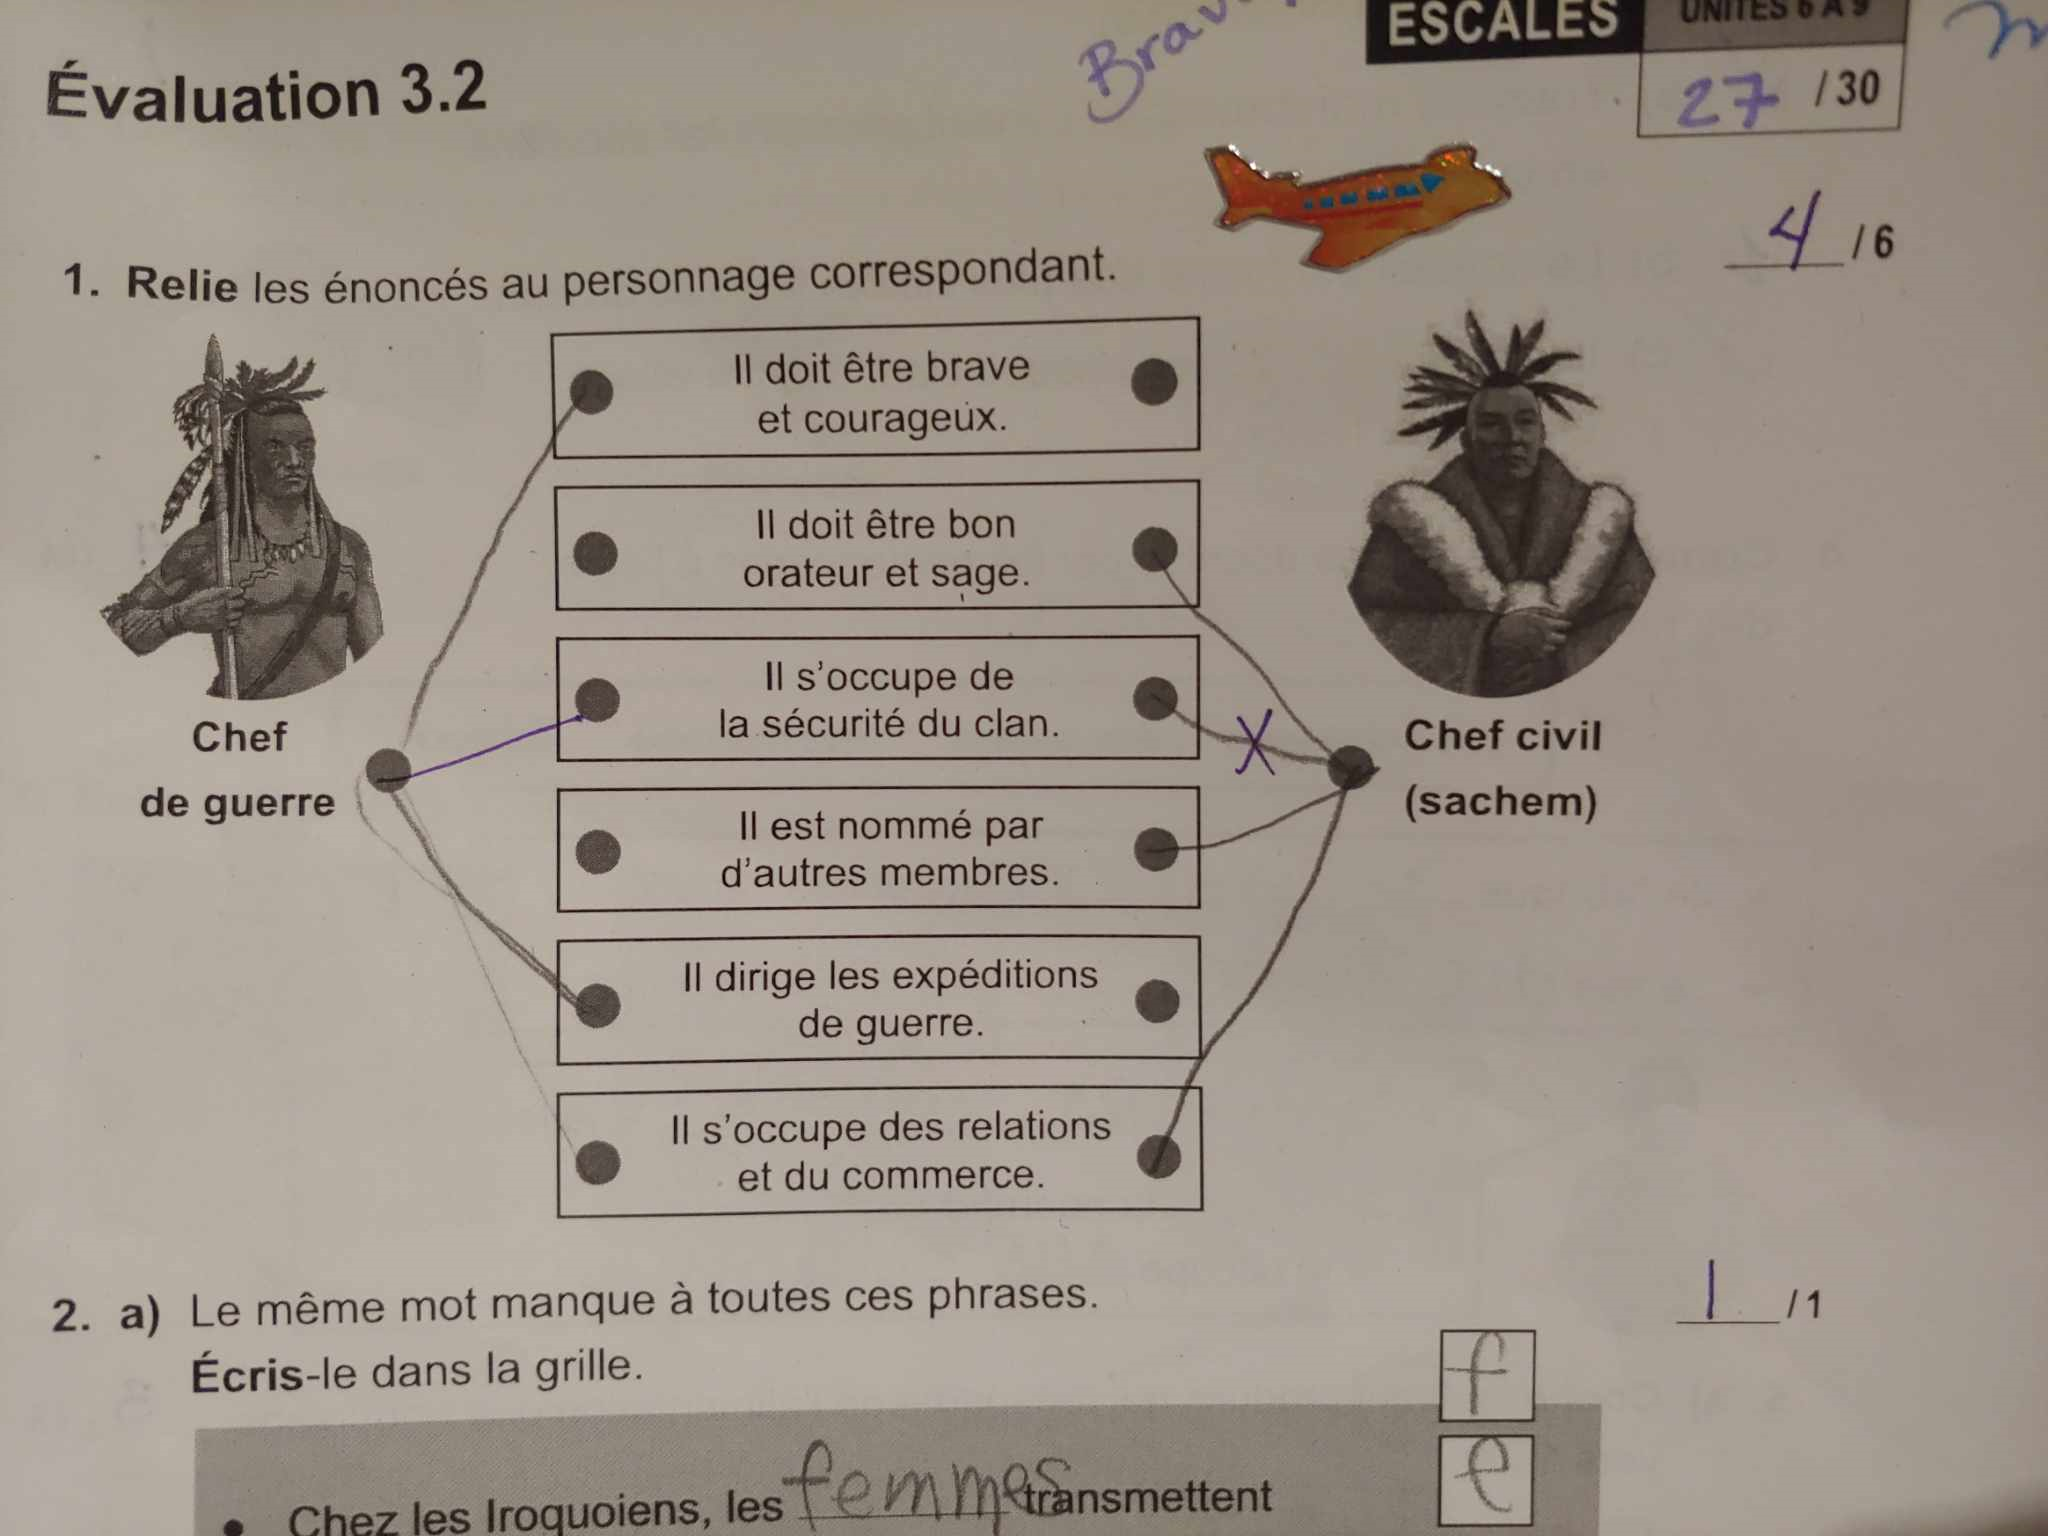 ESCALES
UNITÉS 6 À 9
Évaluation 3.2
27 / 30
4 / 6
1. Relie les énoncés au personnage correspondant.
Il doit être brave
et courageux.
Il doit être bon
orateur et sage.
Il s'occupe de
la sécurité du clan.
Chef
de guerre
X
Chef civil
(sachem)
Il est nommé par
d'autres membres.
Il dirige les expéditions
de guerre.
Il s'occupe des relations
et du commerce.
2. a) Le même mot manque à toutes ces phrases.
1 / 1
Écris-le dans la grille.
f
e
• Chez les Iroquoiens, les femmes transmettent